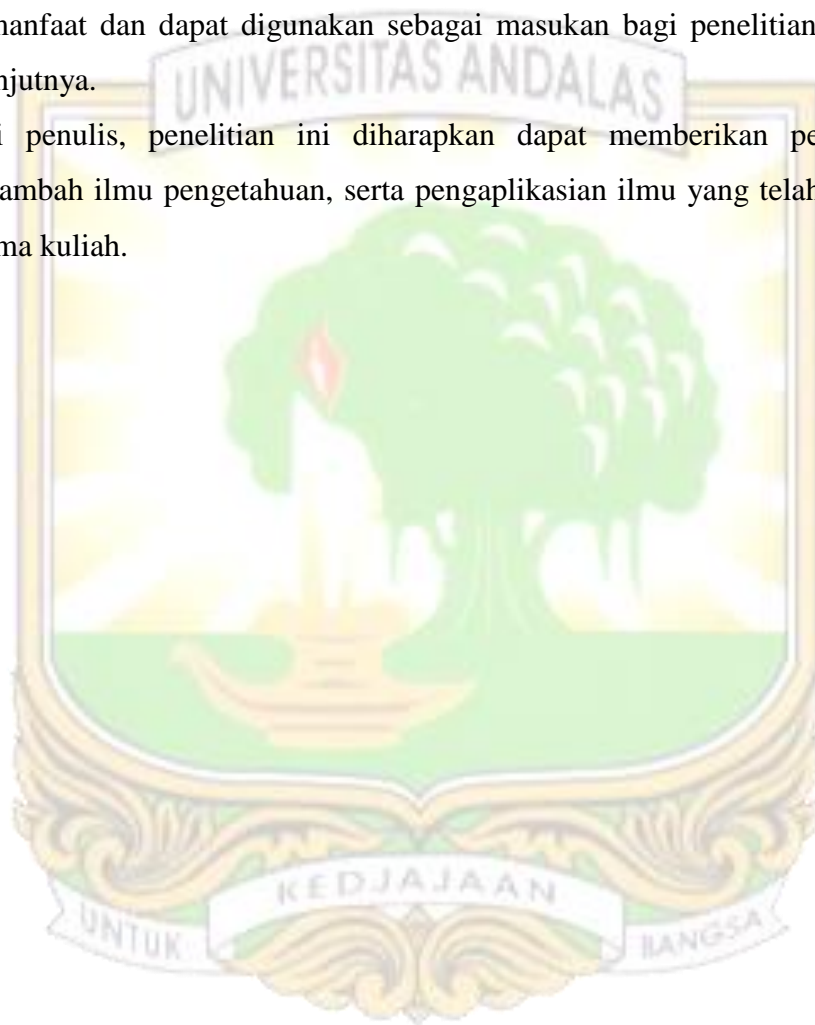 manfaat dan dapat digunakan sebagai masukan bagi penelitian
njutnya.
UNIVERSITAS ANDALAS
i penulis, penelitian ini diharapkan dapat memberikan pe
ambah ilmu pengetahuan, serta pengaplikasian ilmu yang telah
ma kuliah.
UNTUK KEDJAJAAN BANGSA